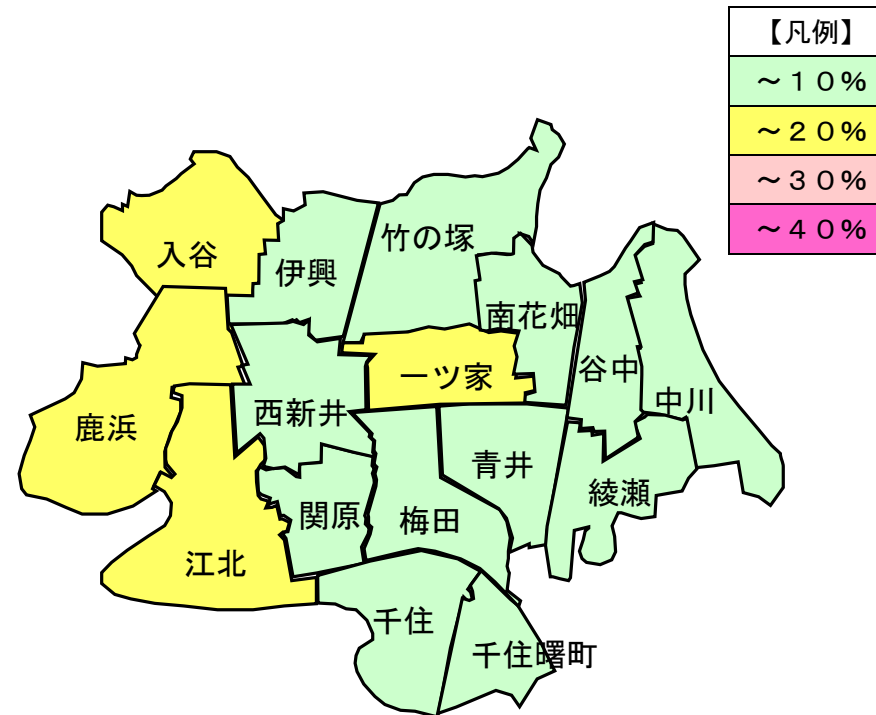 【凡例】
～１０%
～２０%
～３０%
～４０%
入谷
伊興
竹の塚
南花畑
谷中
中川
一ツ家
鹿浜
西新井
青井
綾瀬
関原
梅田
江北
千住
千住曙町